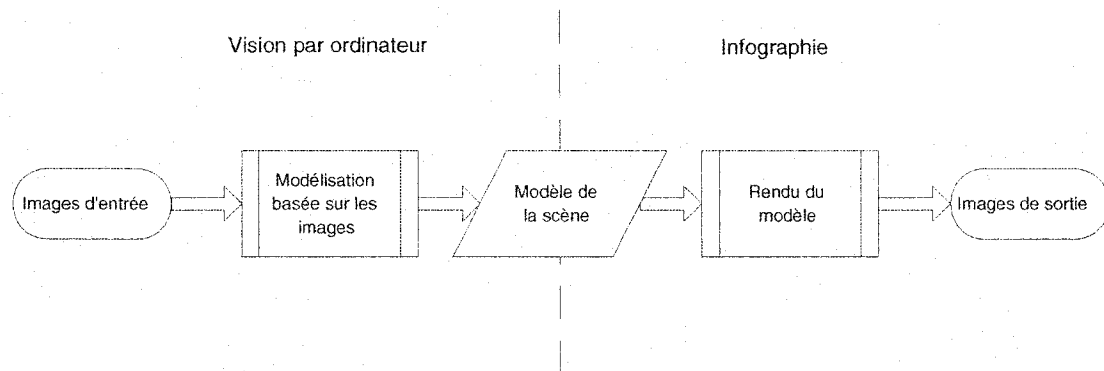 Vision par ordinateur
Infographie
Images d'entrée
Modélisation
basée sur les
images
Modèle de
la scène
Rendu du
modèle
Images de sortie